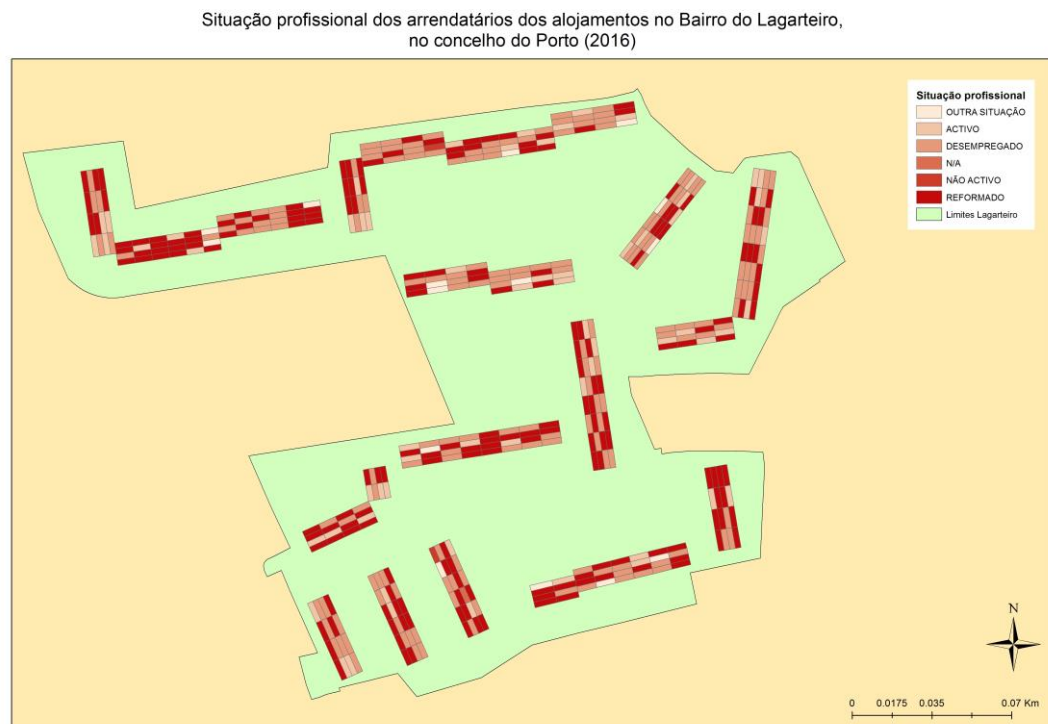 Situação profissional dos arrendatários dos alojamentos no Bairro do Lagarteiro,
no concelho do Porto (2016)
Situação profissional
OUTRA SITUAÇÃO
ACTIVO
DESEMPREGADO
N/A
NÃO ACTIVO
REFORMADO
Limites Lagarteiro
N
0 0.0175 0.035 0.07 Km